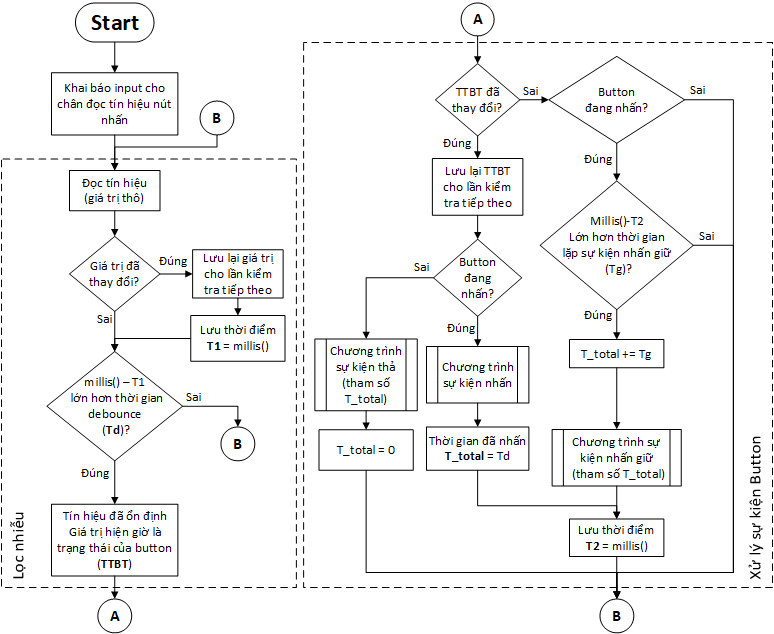 Start
Khai báo input cho
chân đọc tín hiệu nút
nhấn
B
Đọc tín hiệu
(giá trị thô)
Giá trị đã
thay đổi?
Đúng
Lưu lại giá trị
cho lần kiểm
tra tiếp theo
Sai
Lưu thời điểm
T1 = millis()
millis() – T1
lớn hơn thời gian
debounce
(Td)?
Sai
B
Đúng
Tín hiệu đã ổn định
Giá trị hiện giờ là
trạng thái của button
(TTBT)
Lọc nhiễu
A
A
TTBT đã
thay đổi?
Sai
Button
đang nhấn?
Sai
Đúng
Đúng
Lưu lại TTBT
cho lần kiểm
tra tiếp theo
Millis()-T2
Lớn hơn thời gian
lặp sự kiện nhấn giữ
(Tg)?
Sai
Button
đang
nhấn?
Sai
Đúng
Đúng
Chương trình
sự kiện thả
(tham số
T_total)
Chương trình
sự kiện nhấn
T_total += Tg
T_total = 0
Thời gian đã nhấn
T_total = Td
Chương trình sự
kiện nhấn giữ
(tham số T_total)
Lưu thời điểm
T2 = millis()
Xử lý sự kiện Button
B